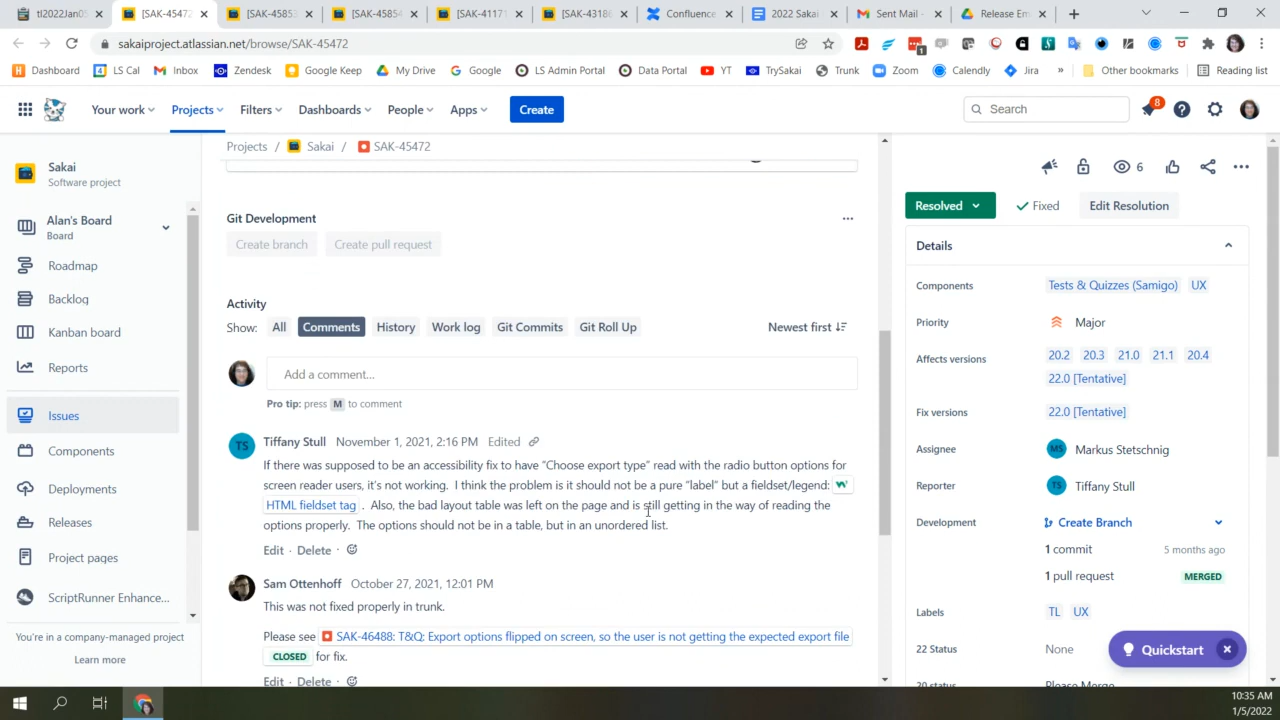 tl2022Jan05
[SAK-45472
[SAK-45853
[SAK-45854
[SAK-41171
[SAK-43186
Confluence
2022 Sakai
Sent Mail -
Release Em
sakaiproject.atlassian.net/browse/SAK-45472
Dashboard
LS Cal
Inbox
Zendesk
Google Keep
My Drive
Google
LS Admin Portal
Data Portal
YT
TrySakai
Trunk
Zoom
Calendly
Jira
»
Other bookmarks
Reading list
Your work
Projects
Filters
Dashboards
People
Apps
Create
Search
8
Projects / Sakai / SAK-45472
Sakai
Software project
Alan's Board
Board
Roadmap
Backlog
Kanban board
Reports
Issues
Components
Deployments
Releases
Project pages
ScriptRunner Enhance...
You're in a company-managed project
Learn more
Git Development
Create branch
Create pull request
Activity
Show:
All
Comments
History
Work log
Git Commits
Git Roll Up
Newest first
Add a comment...
Pro tip: press M to comment
TS
Tiffany Stull November 1, 2021, 2:16 PM Edited
If there was supposed to be an accessibility fix to have "Choose export type" read with the radio button options for
screen reader users, it's not working. I think the problem is it should not be a pure "label" but a fieldset/legend:
HTML fieldset tag . Also, the bad layout table was left on the page and is still getting in the way of reading the
options properly. The options should not be in a table, but in an unordered list.
Edit · Delete ·
Sam Ottenhoff October 27, 2021, 12:01 PM
This was not fixed properly in trunk.
Please see SAK-46488: T&Q: Export options flipped on screen, so the user is not getting the expected export file
CLOSED for fix.
Edit · Delete ·
6
Resolved
Fixed
Edit Resolution
Details
Components
Tests & Quizzes (Samigo) UX
Priority
Major
Affects versions
20.2 20.3 21.0 21.1 20.4
22.0 [Tentative]
Fix versions
22.0 [Tentative]
Assignee
MS Markus Stetschnig
Reporter
TS Tiffany Stull
Development
Create Branch
1 commit 5 months ago
1 pull request MERGED
Labels
TL UX
22 Status
None
20 status
Please Merge
Quickstart
10:35 AM
1/5/2022